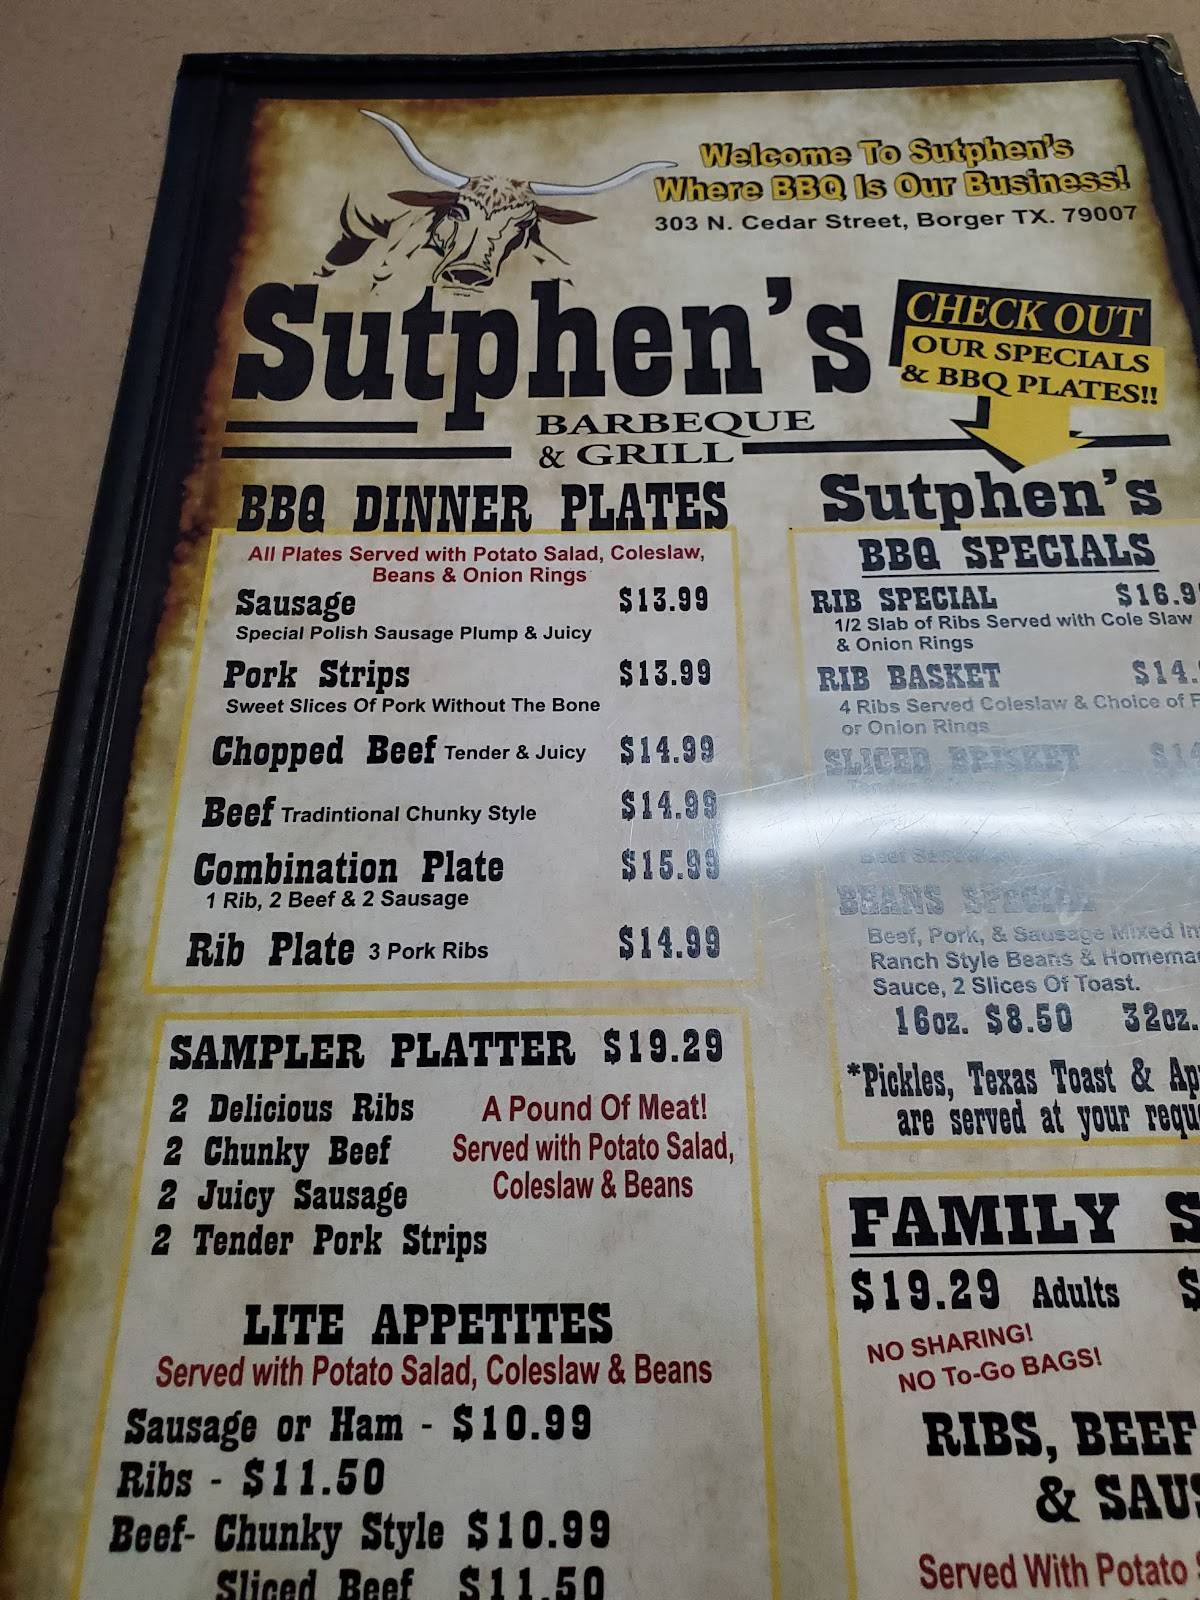 Welcome To Sutphen's
Where BBQ Is Our Business!
303 N. Cedar Street, Borger TX. 79007
Sutphen's
BARBEQUE
& GRILL
CHECK OUT
OUR SPECIALS
& BBQ PLATES!!
BBQ DINNER PLATES
All Plates Served with Potato Salad, Coleslaw,
Beans & Onion Rings
Sausage $13.99
Special Polish Sausage Plump & Juicy
Pork Strips $13.99
Sweet Slices Of Pork Without The Bone
Chopped Beef Tender & Juicy $14.99
Beef Tradintional Chunky Style $14.99
Combination Plate $15.99
1 Rib, 2 Beef & 2 Sausage
Rib Plate 3 Pork Ribs $14.99
SAMPLER PLATTER $19.29
2 Delicious Ribs
2 Chunky Beef
2 Juicy Sausage
2 Tender Pork Strips
A Pound Of Meat!
Served with Potato Salad,
Coleslaw & Beans
LITE APPETITES
Served with Potato Salad, Coleslaw & Beans
Sausage or Ham - $10.99
Ribs - $11.50
Beef- Chunky Style $10.99
Sliced Beef $11.50
Sutphen's
BBQ SPECIALS
RIB SPECIAL $16.9
1/2 Slab of Ribs Served with Cole Slaw
& Onion Rings
RIB BASKET $14.
4 Ribs Served Coleslaw & Choice of
or Onion Rings
SLICED BRISKET $14
BEANS SPECIAL
Beef, Pork, & Sausage Mixed In
Ranch Style Beans &
Sauce, 2 Slices Of Toast.
16oz. $8.50 32oz.
*Pickles, Texas Toast &
are served at your
FAMILY
$19.29 Adults
NO SHARING!
NO To-Go BAGS!
RIBS, BEEF
&
Served With Potato